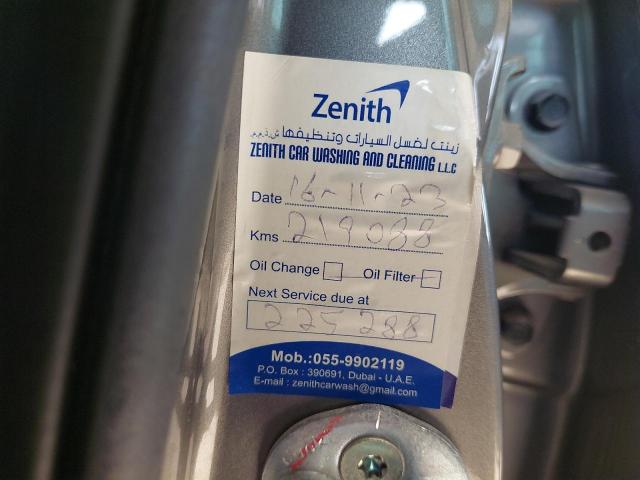 Zenith
زينت لغسل السيارات وتنظيفها ش.ذ.م.م
ZENITH CAR WASHING AND CLEANING L.L.C
Date 16-11-23
Kms 219088
Oil Change Oil Filter
Next Service due at
225288
Mob.:055-9902119
P.O. Box : 390691, Dubai - U.A.E.
E-mail : zenithcarwash@gmail.com